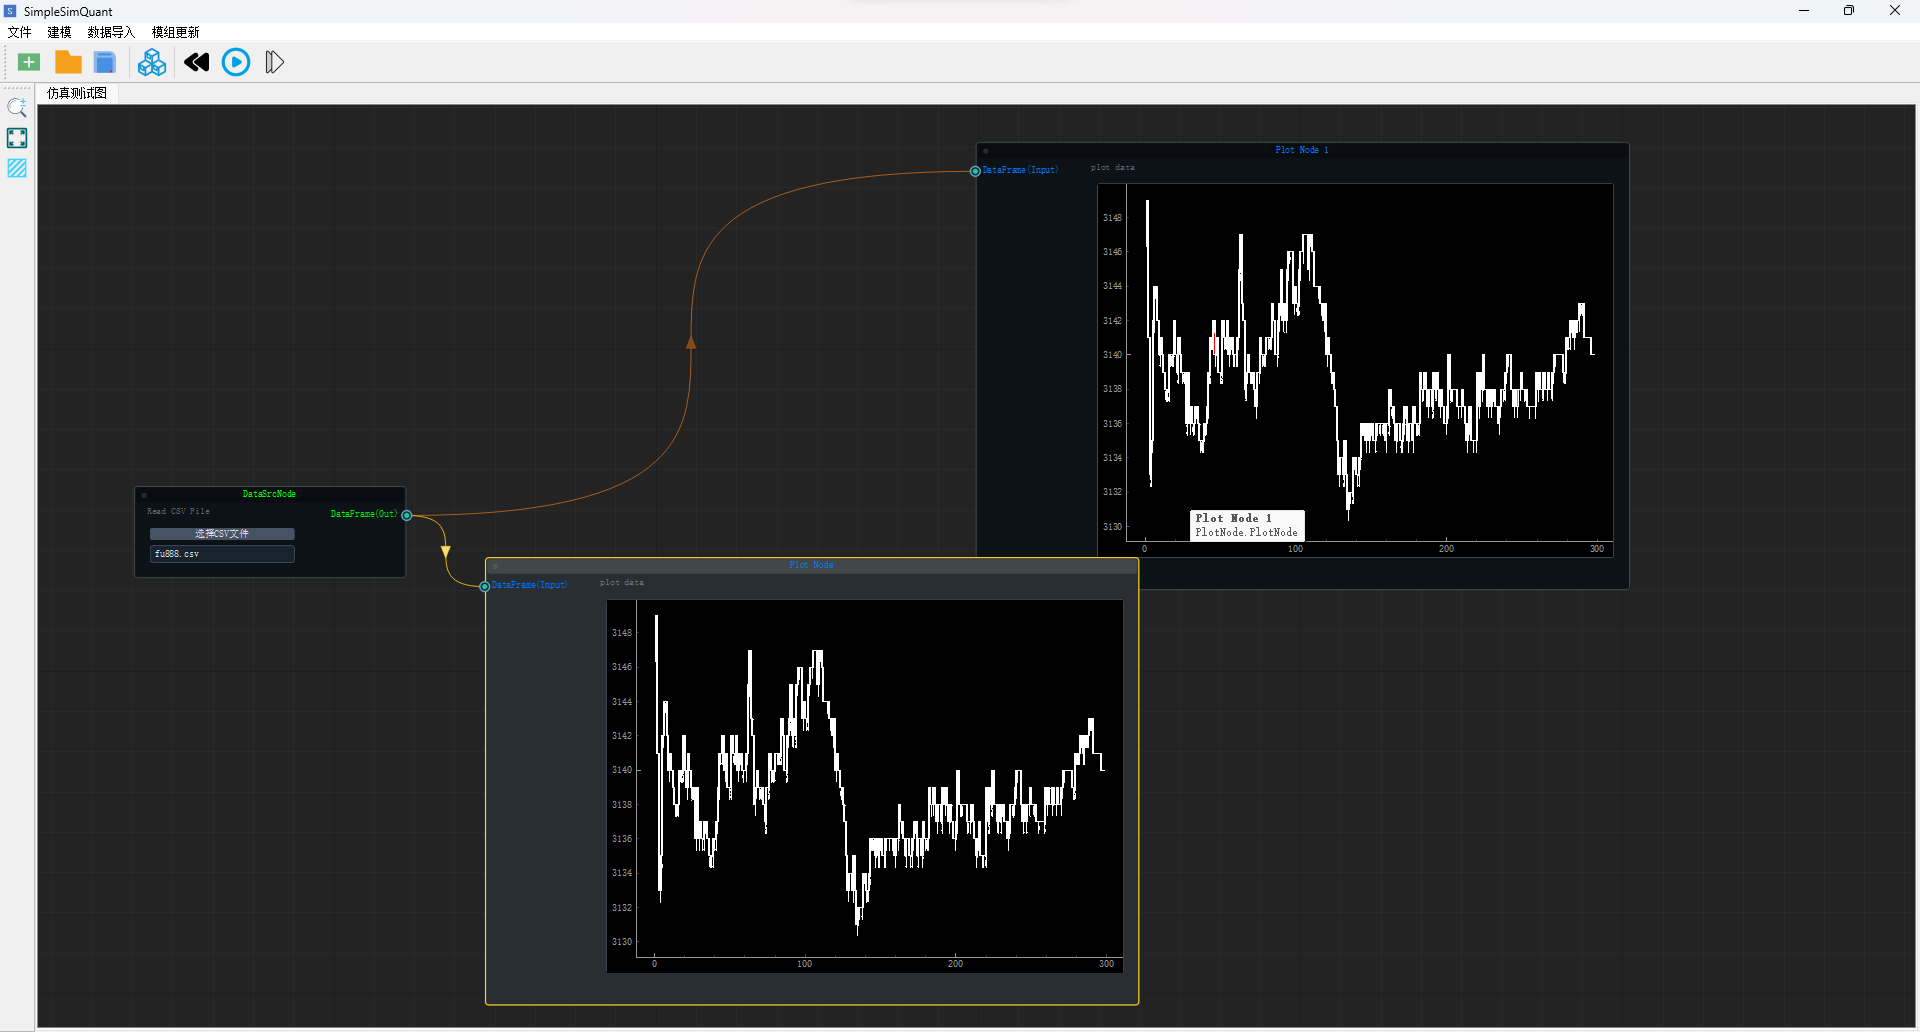 SimpleSimQuant
文件 建模 数据导入 模组更新
仿真测试图
Plot Node 1
DataFrame(Input)
plot data
3148
3146
3144
3142
3140
3138
3136
3134
3132
3130
0 100 200 300
Plot Node 1
PlotNode.PlotNode
DataSrcNode
Read CSV File
DataFrame(Out)
选择CSV文件
fu888.csv
Plot Node
DataFrame(Input)
plot data
3148
3146
3144
3142
3140
3138
3136
3134
3132
3130
0 100 200 300